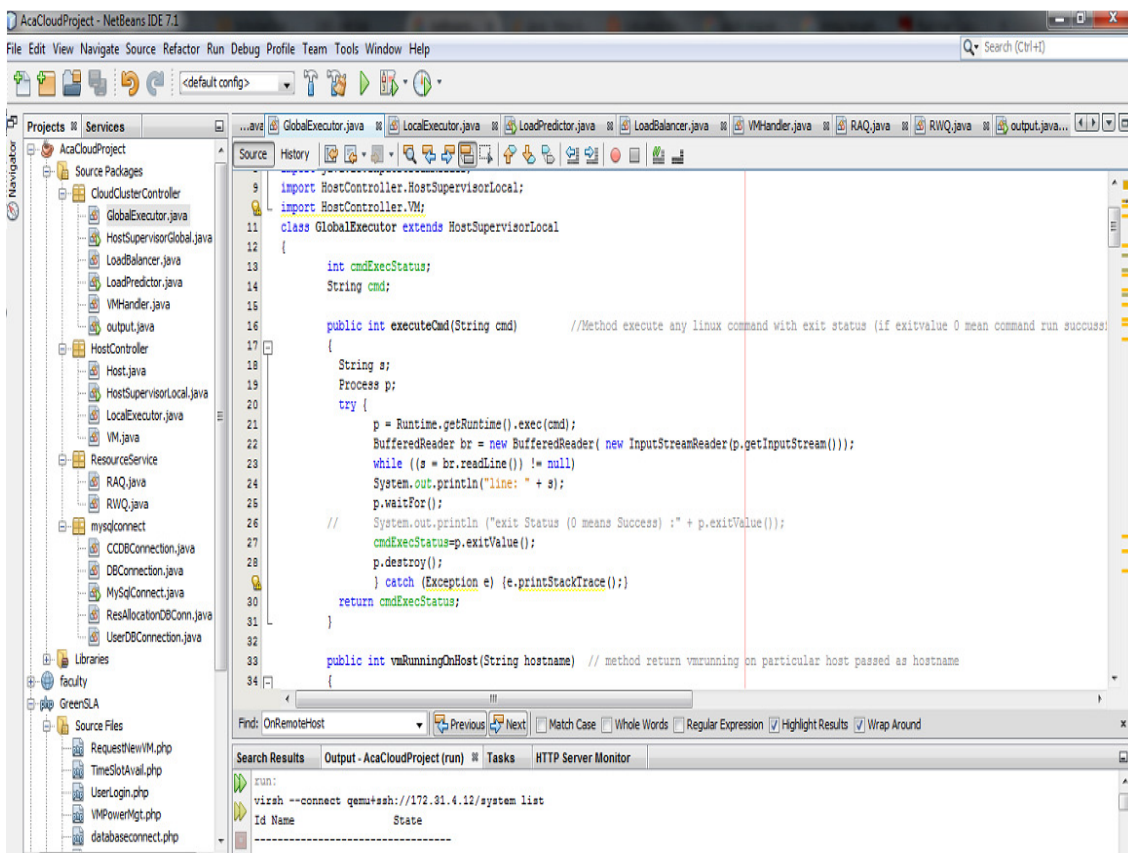 AcaCloudProject - NetBeans IDE 7.1
File Edit View Navigate Source Refactor Run Debug Profile Team Tools Window Help
Search (Ctrl+I)
<default config>
Navigator
Projects Services
AcaCloudProject
Source Packages
CloudClusterController
GlobalExecutor.java
HostSupervisorGlobal.java
LoadBalancer.java
LoadPredictor.java
VMHandler.java
output.java
HostController
Host.java
HostSupervisorLocal.java
LocalExecutor.java
VM.java
ResourceService
RAQ.java
RWQ.java
mysqlconnect
CCDBConnection.java
DBConnection.java
MySqlConnect.java
ResAllocationDBConn.java
UserDBConnection.java
Libraries
faculty
GreenSLA
Source Files
RequestNewVM.php
TimeSlotAvail.php
UserLogin.php
VMPowerMgt.php
databaseconnect.php
...ava GlobalExecutor.java LocalExecutor.java LoadPredictor.java LoadBalancer.java VMHandler.java RAQ.java RWQ.java output.java...
Source History
9 import HostController.HostSupervisorLocal;
import HostController.VM;
11 class GlobalExecutor extends HostSupervisorLocal
12 {
13 int cmdExecStatus;
14 String cmd;
15
16 public int executeCmd(String cmd) //Method execute any linux command with exit status (if exitvalue 0 mean command run succussf
17 {
18 String s;
19 Process p;
20 try {
21 p = Runtime.getRuntime().exec(cmd);
22 BufferedReader br = new BufferedReader( new InputStreamReader(p.getInputStream()));
23 while ((s = br.readLine()) != null)
24 System.out.println("line: " + s);
25 p.waitFor();
26 // System.out.println ("exit Status (0 means Success) :" + p.exitValue());
27 cmdExecStatus=p.exitValue();
28 p.destroy();
} catch (Exception e) {e.printStackTrace();}
30 return cmdExecStatus;
31 }
32
33 public int vmRunningOnHost(String hostname) // method return vmrunning on particular host passed as hostname
34 {
Find: OnRemoteHost Previous Next Match Case Whole Words Regular Expression Highlight Results Wrap Around
Search Results Output - AcaCloudProject (run) Tasks HTTP Server Monitor
run:
virsh --connect qemu+ssh://172.31.4.12/system list
Id Name State
----------------------------------